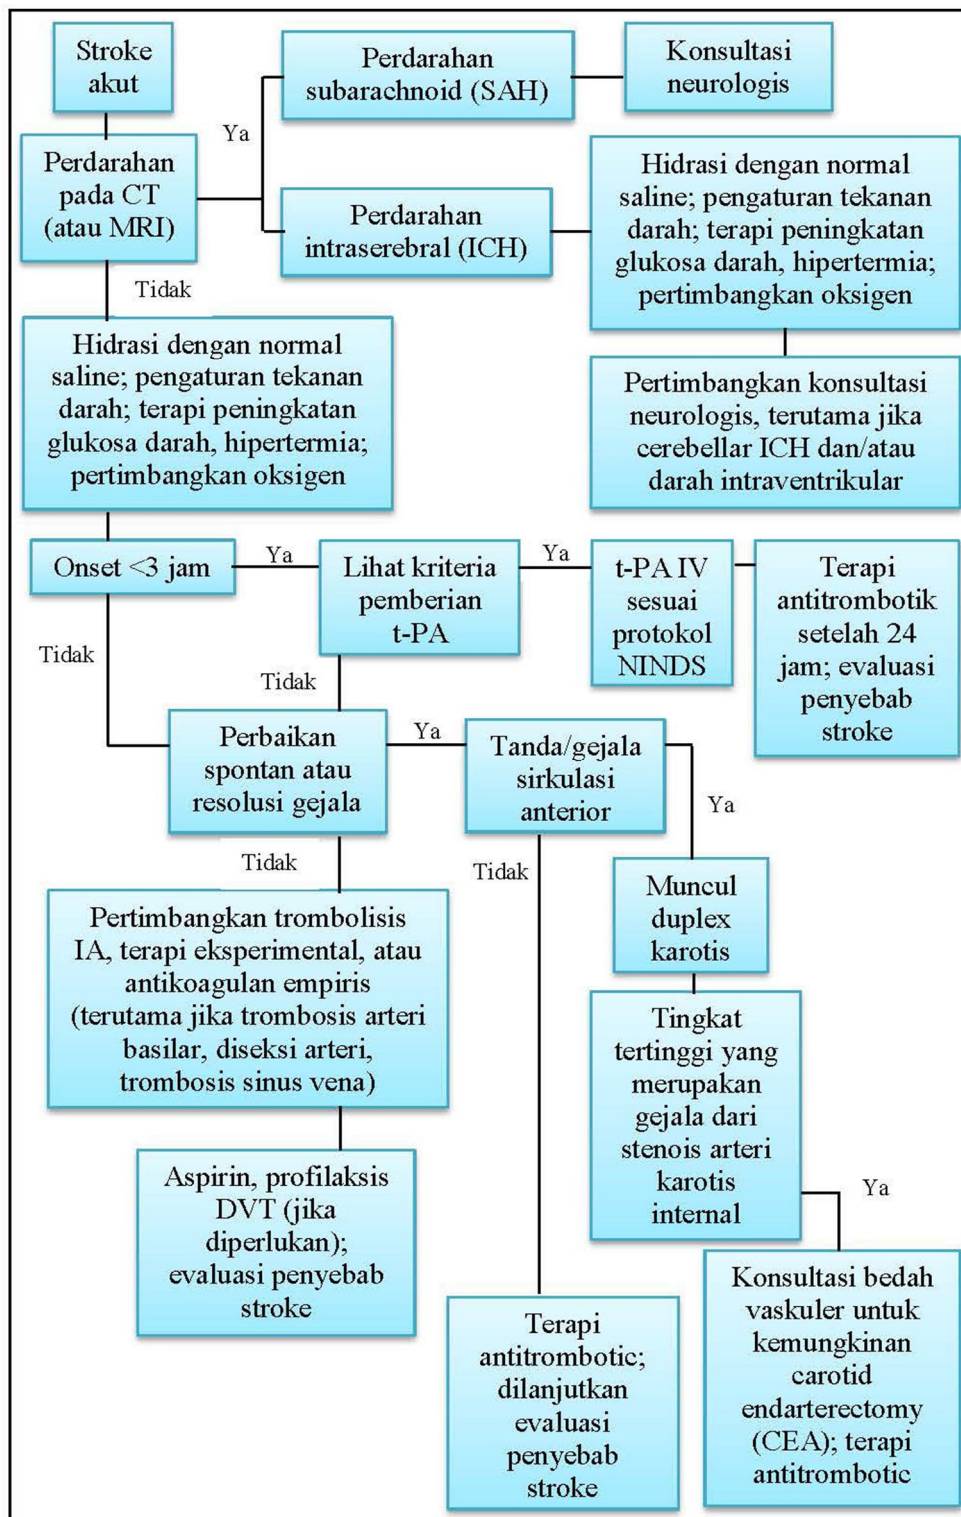 Stroke
akut
Perdarahan
subarachnoid (SAH)
Konsultasi
neurologis
Ya
Perdarahan
pada CT
(atau MRI)
Perdarahan
intraserebral (ICH)
Hidrasi dengan normal
saline; pengaturan tekanan
darah; terapi peningkatan
glukosa darah, hipertermia;
pertimbangkan oksigen
Tidak
Hidrasi dengan normal
saline; pengaturan tekanan
darah; terapi peningkatan
glukosa darah, hipertermia;
pertimbangkan oksigen
Pertimbangkan konsultasi
neurologis, terutama jika
cerebellar ICH dan/atau
darah intraventrikular
Onset <3 jam
Ya
Lihat kriteria
pemberian
t-PA
Ya
t-PA IV
sesuai
protokol
NINDS
Terapi
antitrombotik
setelah 24
jam; evaluasi
penyebab
stroke
Tidak
Tidak
Perbaikan
spontan atau
resolusi gejala
Ya
Tanda/gejala
sirkulasi
anterior
Ya
Tidak
Tidak
Muncul
duplex
karotis
Pertimbangkan trombolisis
IA, terapi eksperimental, atau
antikoagulan empiris
(terutama jika trombosis arteri
basilar, diseksi arteri,
trombosis sinus vena)
Tingkat
tertinggi yang
merupakan
gejala dari
stenois arteri
karotis
internal
Ya
Aspirin, profilaksis
DVT (jika
diperlukan);
evaluasi penyebab
stroke
Terapi
antitrombotic;
dilanjutkan
evaluasi
penyebab
stroke
Konsultasi bedah
vaskuler untuk
kemungkinan
carotid
endarterectomy
(CEA); terapi
antitrombotic